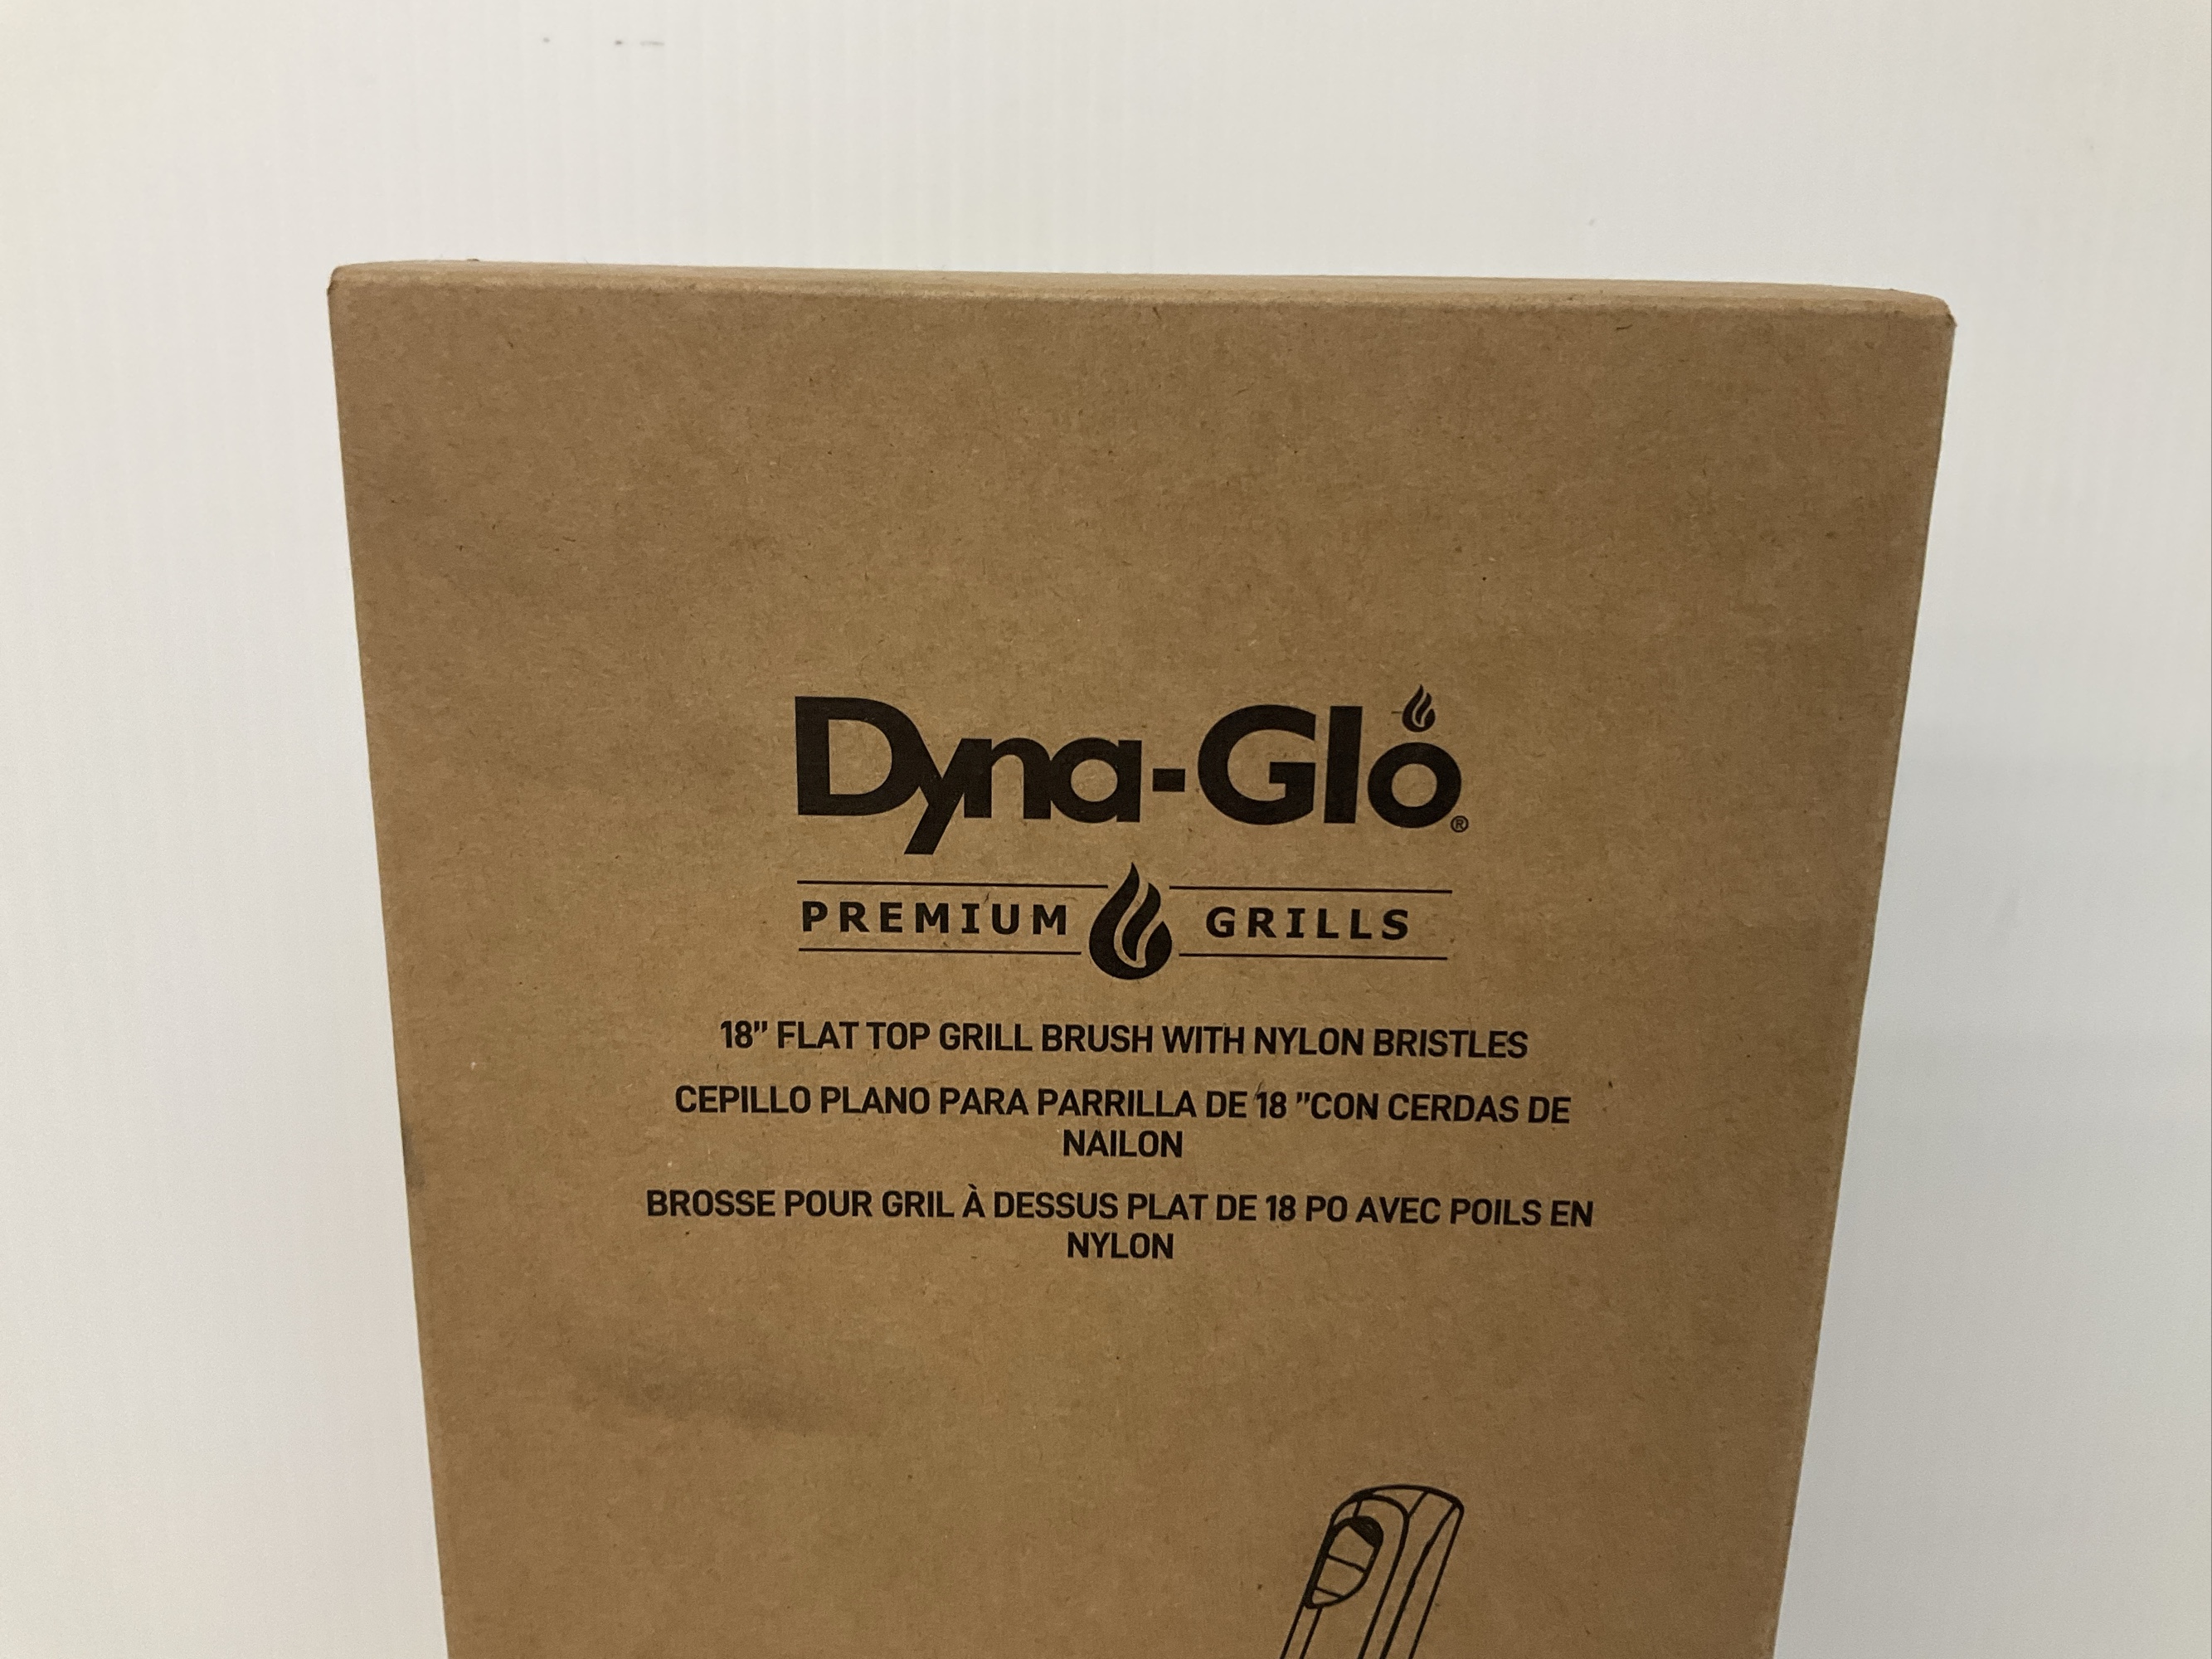 Dyna-Glo®
PREMIUM GRILLS
18" FLAT TOP GRILL BRUSH WITH NYLON BRISTLES
CEPILLO PLANO PARA PARRILLA DE 18 "CON CERDAS DE
NAILON
BROSSE POUR GRIL À DESSUS PLAT DE 18 PO AVEC POILS EN
NYLON